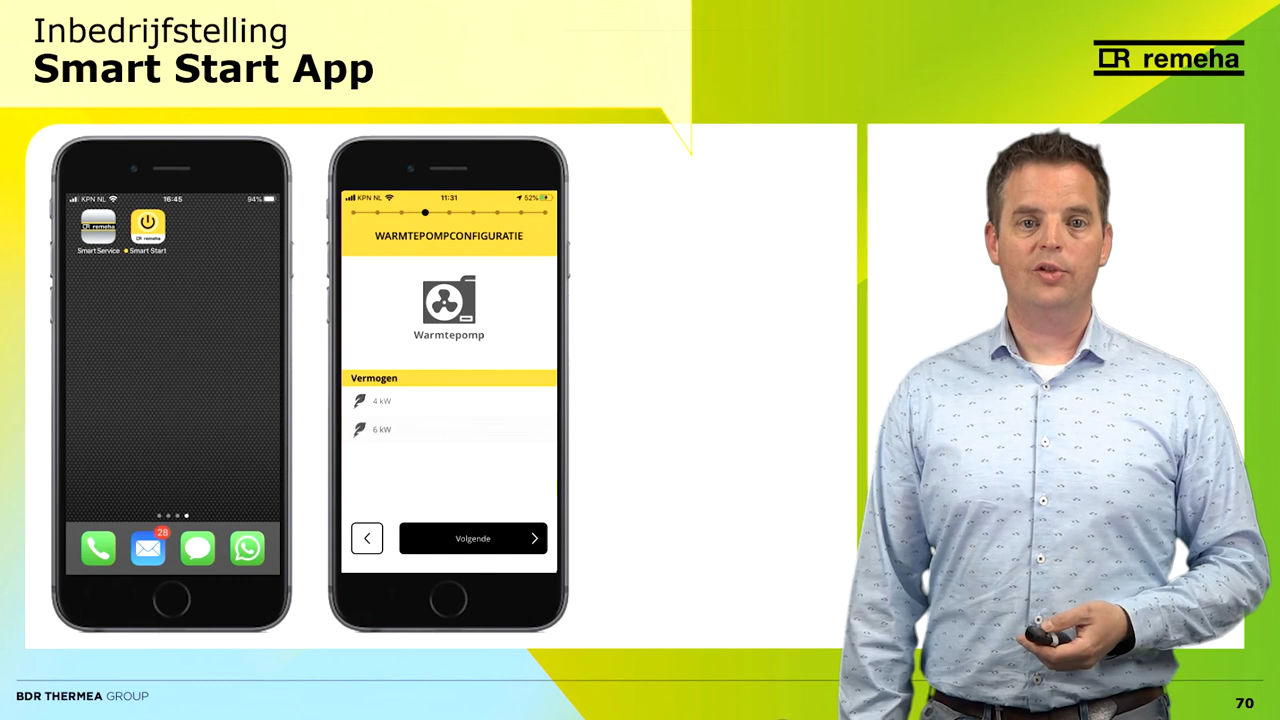 Inbedrijfstelling
Smart Start App
remeha
KPN NL
16:45
94%
remeha
remeha
Smart Service
Smart Start
28
KPN NL
11:31
52%
WARMTEPOMPCONFIGURATIE
Warmtepomp
Vermogen
4 kW
6 kW
Volgende
BDR THERMEA GROUP
70